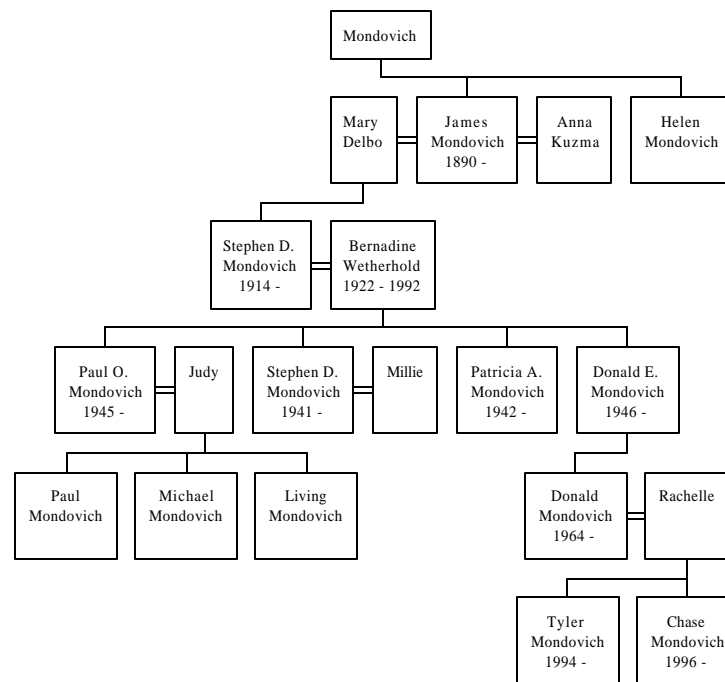 Mondovich
Mary
Delbo
James
Mondovich
1890 -
Anna
Kuzma
Helen
Mondovich
Stephen D.
Mondovich
1914 -
Bernadine
Wetherhold
1922 - 1992
Paul O.
Mondovich
1945 -
Judy
Stephen D.
Mondovich
1941 -
Millie
Patricia A.
Mondovich
1942 -
Donald E.
Mondovich
1946 -
Paul
Mondovich
Michael
Mondovich
Living
Mondovich
Donald
Mondovich
1964 -
Rachelle
Tyler
Mondovich
1994 -
Chase
Mondovich
1996 -